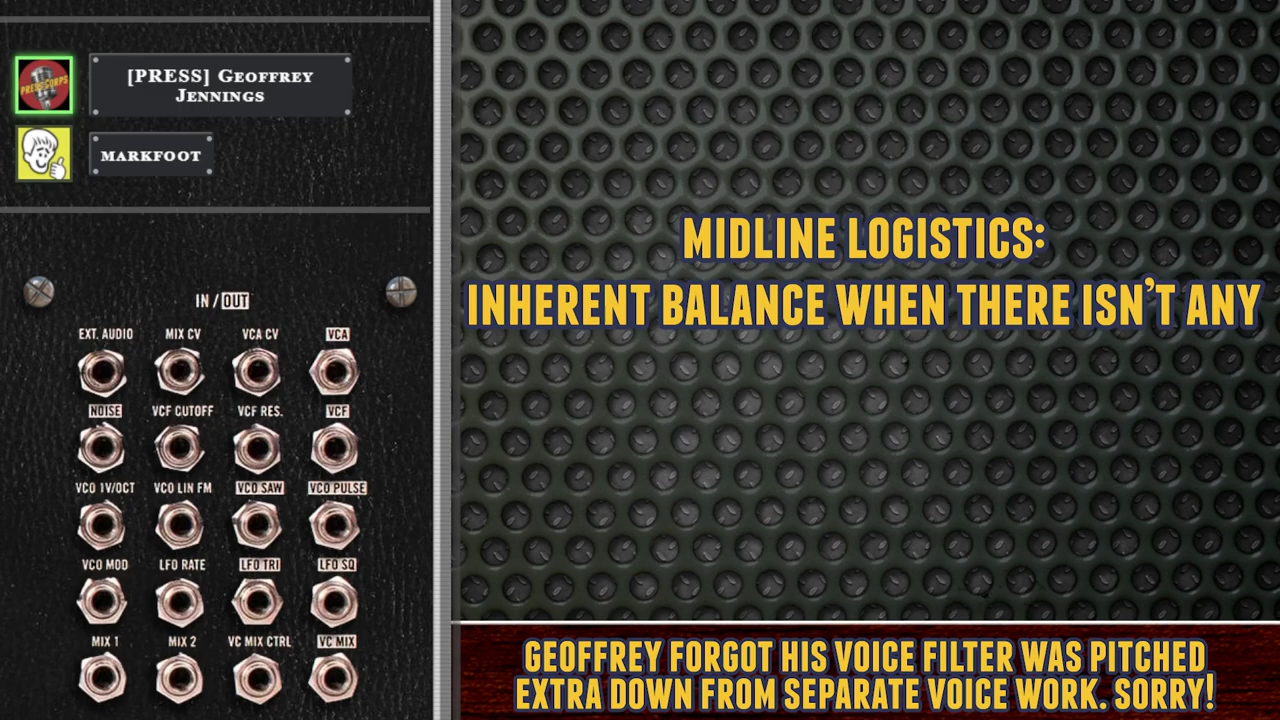 PRESS CORPS
[PRESS] GEOFFREY
JENNINGS
MARKFOOT
IN / OUT
EXT. AUDIO MIX CV VCA CV VCA
NOISE VCF CUTOFF VCF RES. VCF
VCO 1V/OCT VCO LIN FM VCO SAW VCO PULSE
VCO MOD LFO RATE LFO TRI LFO SQ
MIX 1 MIX 2 VC MIX CTRL VC MIX
MIDLINE LOGISTICS:
INHERENT BALANCE WHEN THERE ISN'T ANY
GEOFFREY FORGOT HIS VOICE FILTER WAS PITCHED
EXTRA DOWN FROM SEPARATE VOICE WORK. SORRY!